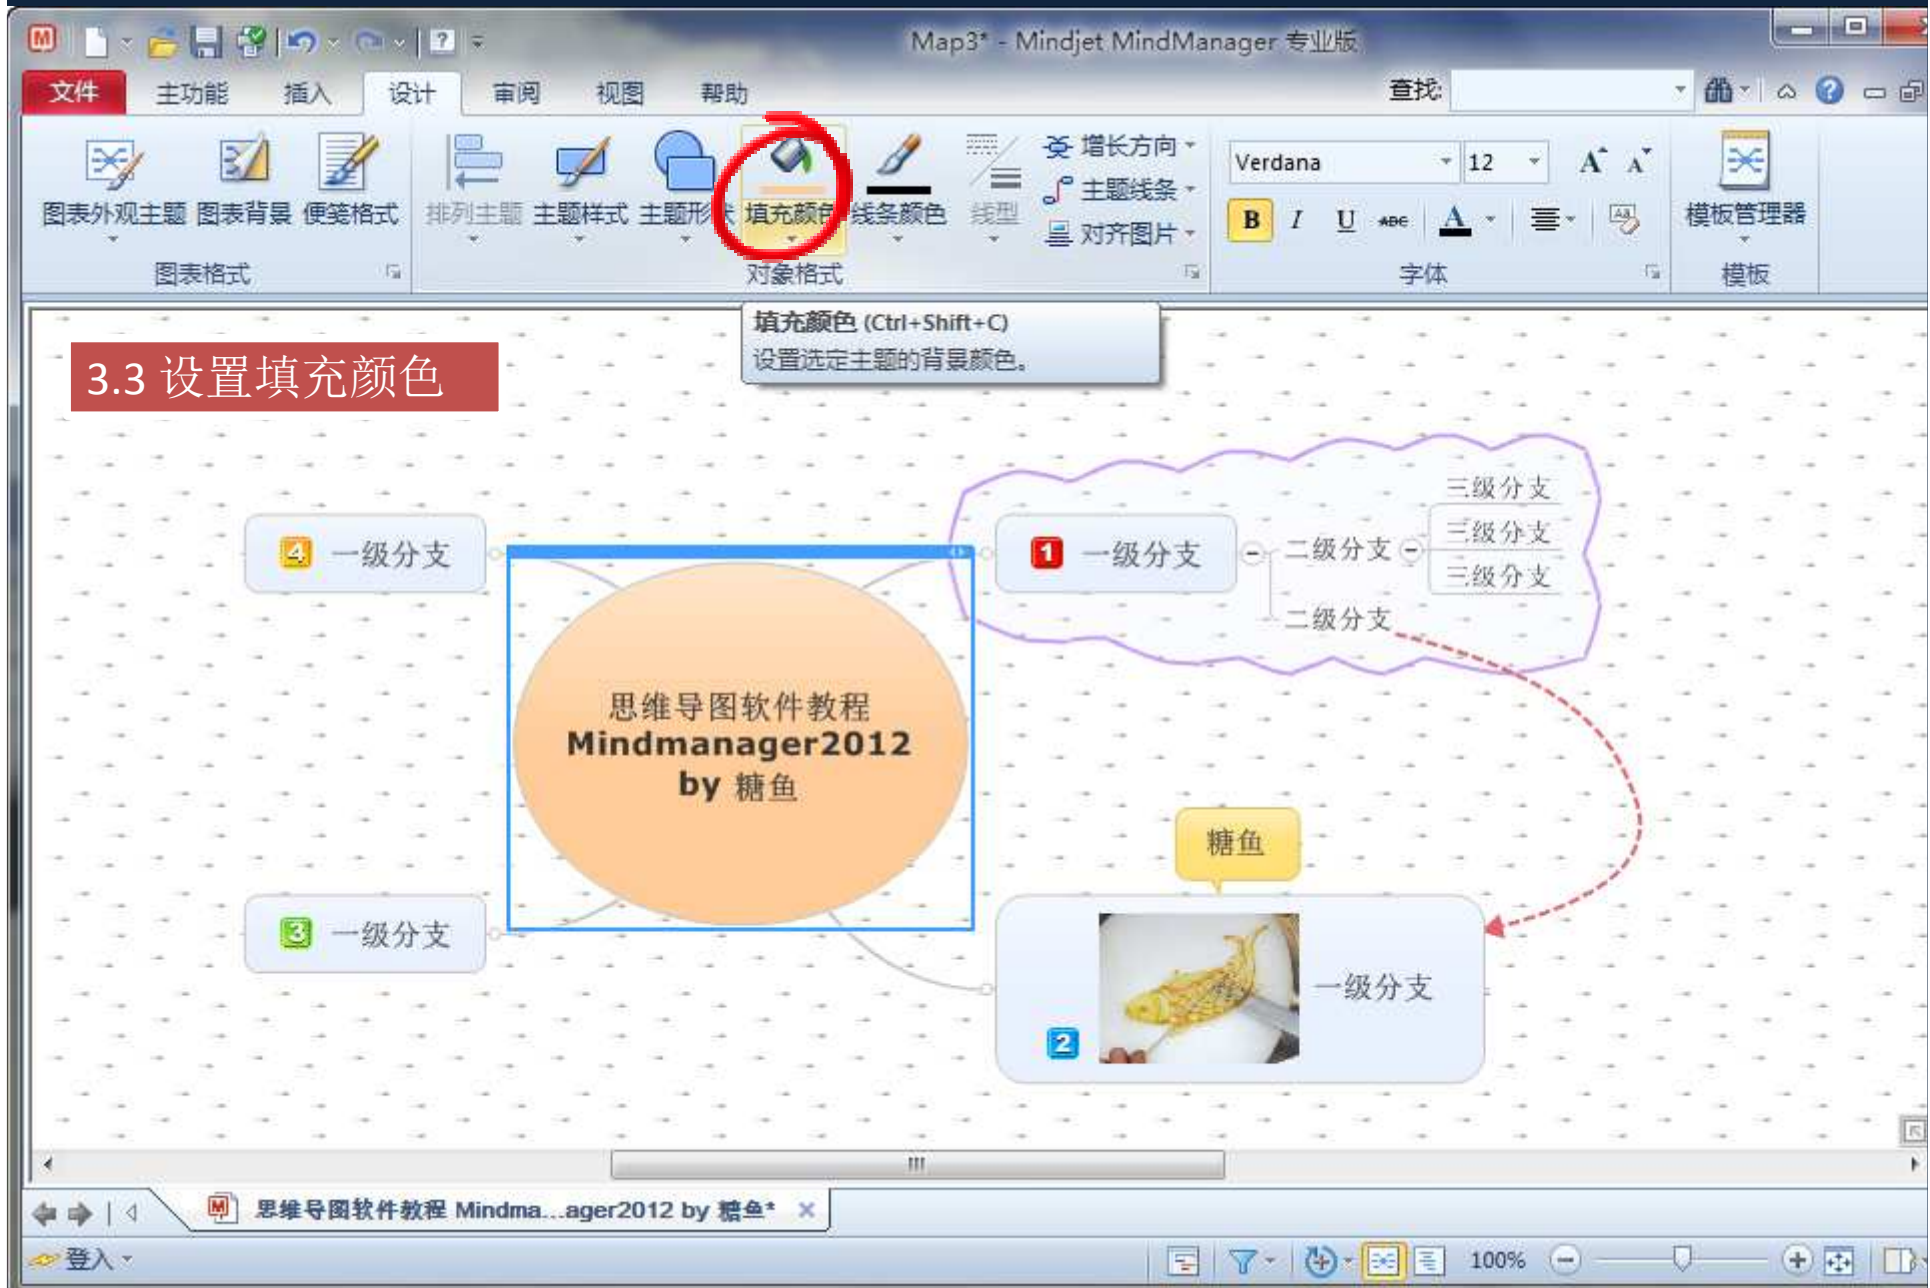 Map3* - Mindjet MindManager 专业版
文件 主功能 插入 设计 审阅 视图 帮助 查找:
图表外观主题 图表背景 便笺格式 排列主题 主题样式 主题形状 填充颜色 线条颜色 线型
增长方向
主题线条
对齐图片
Verdana 12
B I U ABC A
模板管理器
图表格式 对象格式 字体 模板
填充颜色 (Ctrl+Shift+C)
设置选定主题的背景颜色。
3.3 设置填充颜色
4 一级分支
1 一级分支
二级分支
三级分支
三级分支
三级分支
二级分支
思维导图软件教程
Mindmanager2012
by 糖鱼
糖鱼
3 一级分支
2 一级分支
思维导图软件教程 Mindma...ager2012 by 糖鱼*
登入 100%